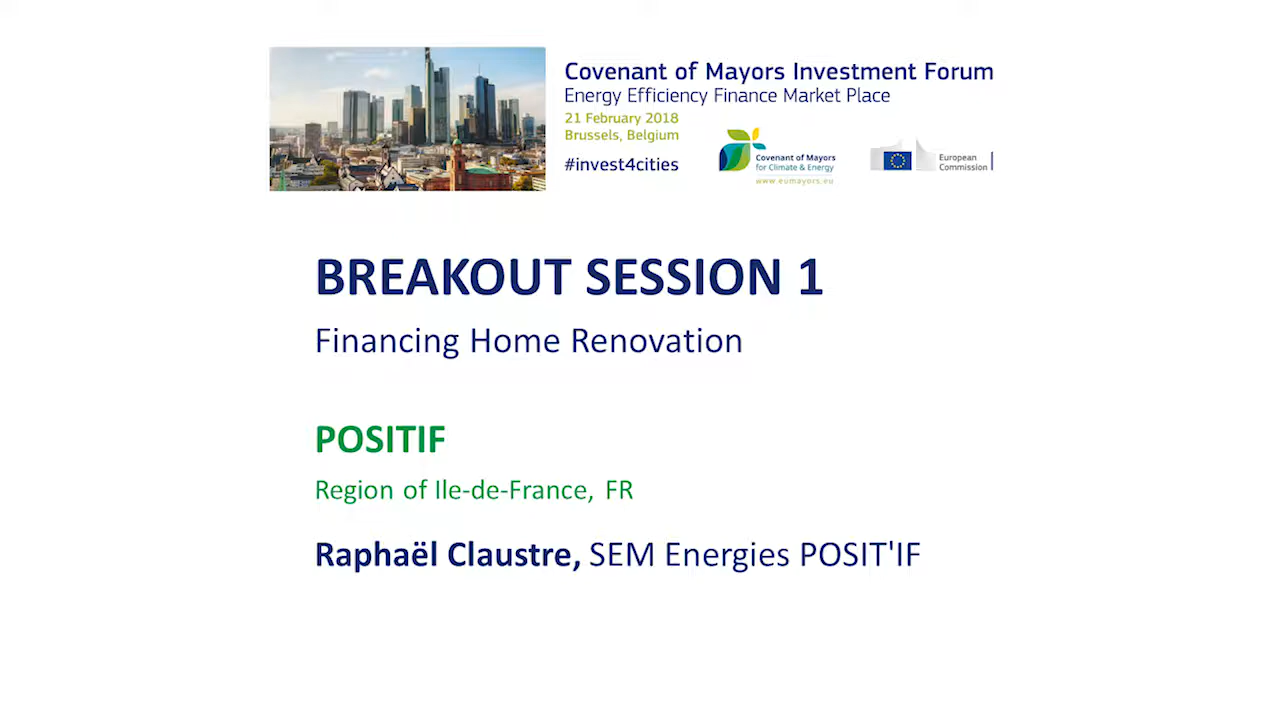 Covenant of Mayors Investment Forum
Energy Efficiency Finance Market Place
21 February 2018
Brussels, Belgium
#invest4cities
Covenant of Mayors
for Climate & Energy
www.eumayors.eu
European
Commission
BREAKOUT SESSION 1
Financing Home Renovation
POSITIF
Region of Ile-de-France, FR
Raphaël Claustre, SEM Energies POSIT'IF